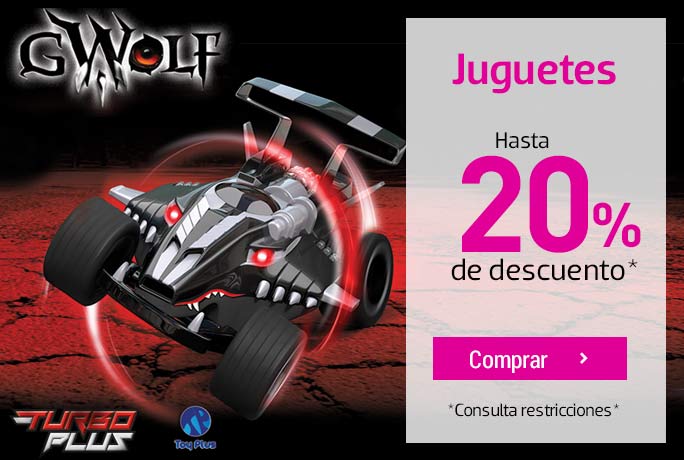 GWOLF
Juguetes
Hasta
20%
de descuento*
Comprar >
*Consulta restricciones*
TURBO
PLUS
Toy Plus